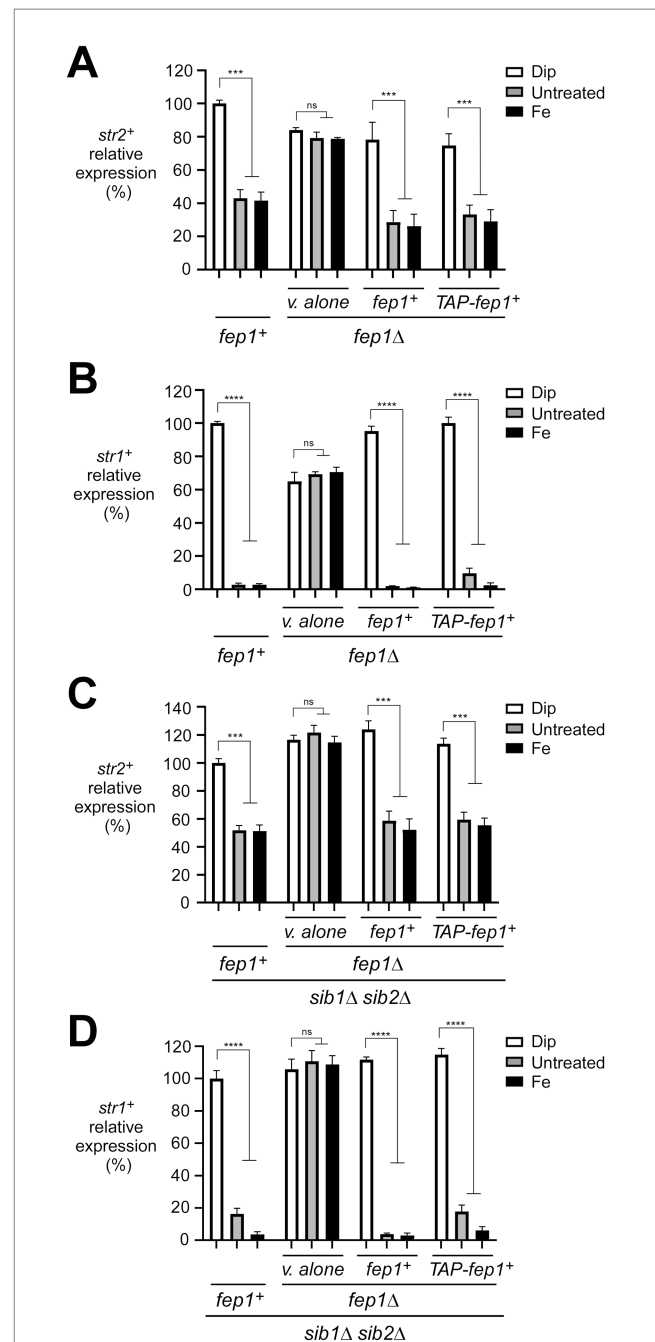 A
120
100
80
60
40
20
0
str2+
relative
expression
(%)
***
ns
***
***
Dip
Untreated
Fe
v. alone fep1+ TAP-fep1+
fep1+ fep1Δ
B
120
100
80
60
40
20
0
str1+
relative
expression
(%)
****
ns
****
****
Dip
Untreated
Fe
v. alone fep1+ TAP-fep1+
fep1+ fep1Δ
C
140
120
100
80
60
40
20
0
str2+
relative
expression
(%)
***
ns
***
***
Dip
Untreated
Fe
v. alone fep1+ TAP-fep1+
fep1+ fep1Δ
sib1Δ sib2Δ
D
120
100
80
60
40
20
0
str1+
relative
expression
(%)
****
ns
****
****
Dip
Untreated
Fe
v. alone fep1+ TAP-fep1+
fep1+ fep1Δ
sib1Δ sib2Δ